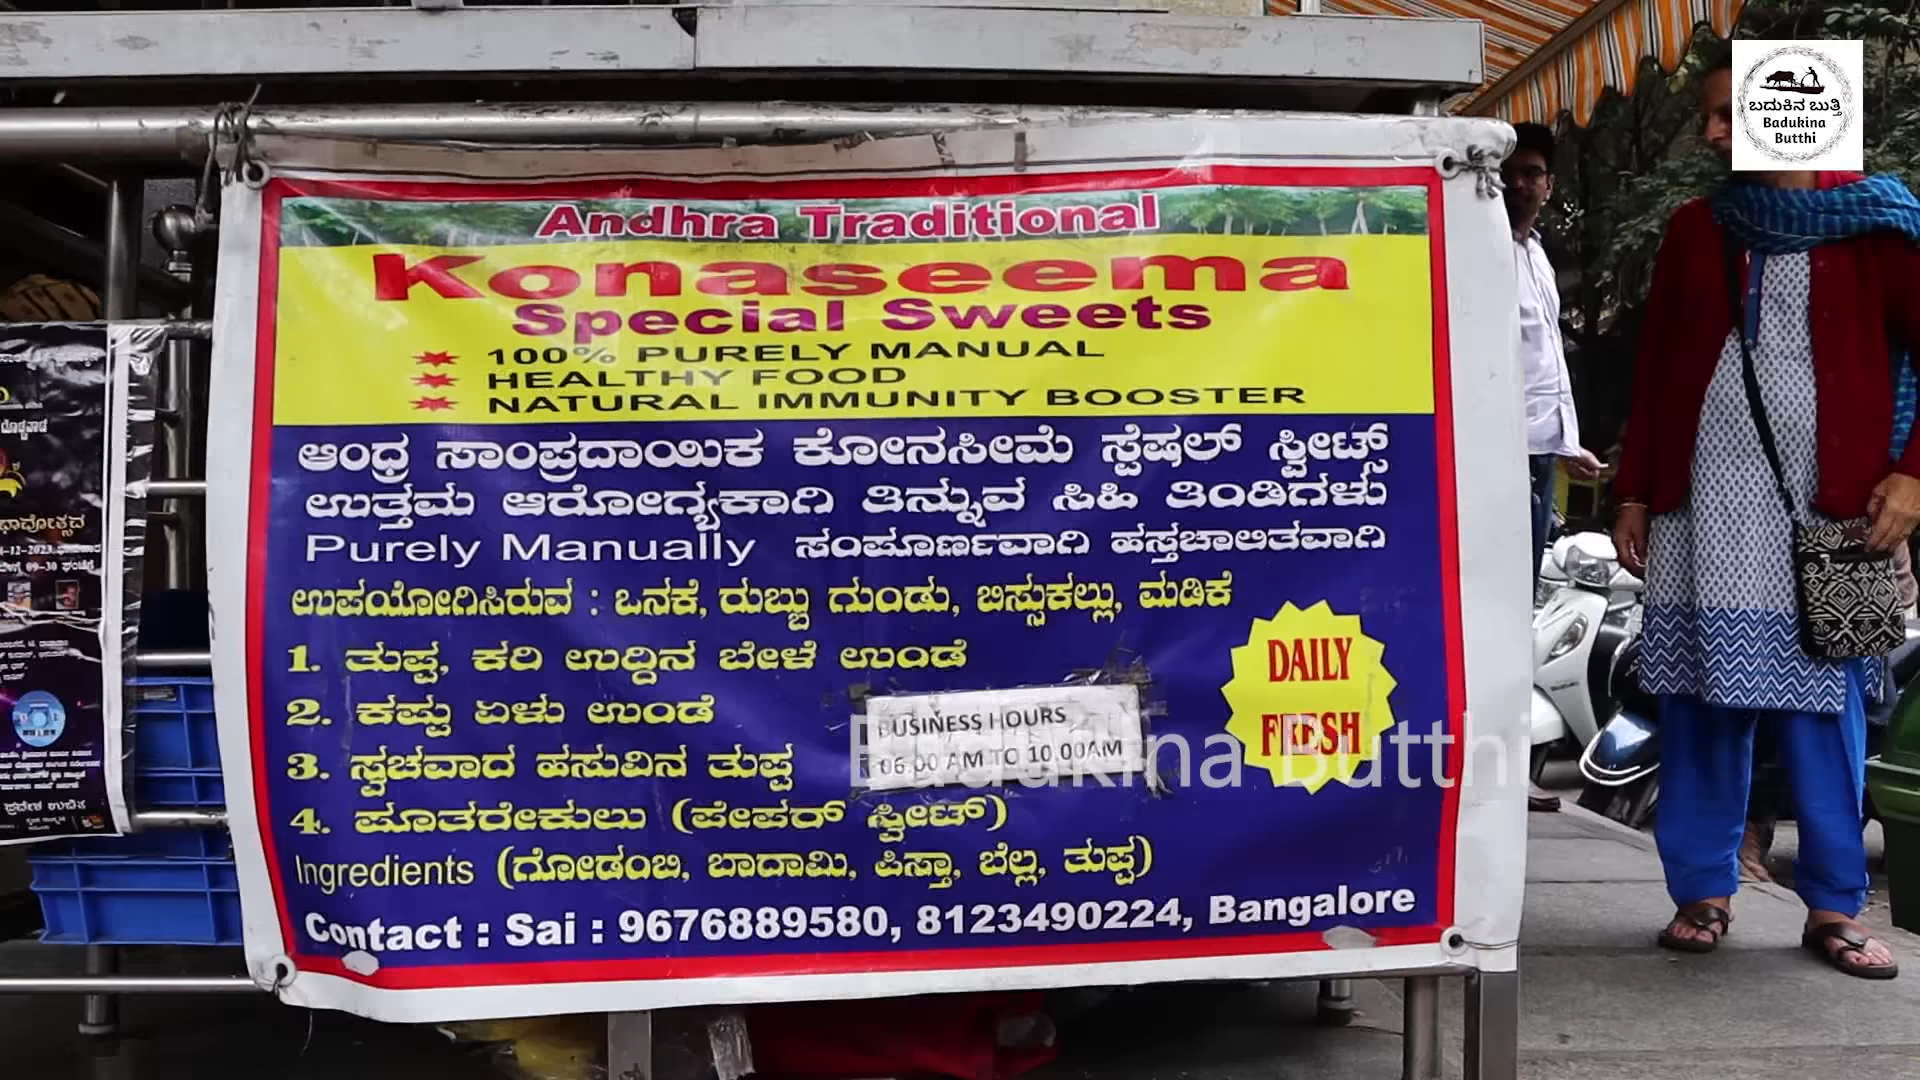 ಬದುಕಿನ ಬುತ್ತಿ
Badukina
Butthi
Andhra Traditional
Konaseema
Special Sweets
100% PURELY MANUAL
HEALTHY FOOD
NATURAL IMMUNITY BOOSTER
ಆಂಧ್ರ ಸಾಂಪ್ರದಾಯಿಕ ಕೋನಸೀಮೆ ಸ್ಪೆಷಲ್ ಸ್ವೀಟ್ಸ್
ಉತ್ತಮ ಆರೋಗ್ಯಕ್ಕಾಗಿ ತಿನ್ನುವ ಸಿಹಿ ತಿಂಡಿಗಳು
Purely Manually ಸಂಪೂರ್ಣವಾಗಿ ಹಸ್ತಚಾಲಿತವಾಗಿ
ಉಪಯೋಗಿಸಿರುವ : ಒನಕೆ, ರುಬ್ಬು ಗುಂಡು, ಬಿಸ್ಸುಕಲ್ಲು, ಮಡಿಕೆ
1. ತುಪ್ಪ, ಕರಿ ಉದ್ದಿನ ಬೇಳೆ ಉಂಡೆ
2. ಕಪ್ಪು ಏಳು ಉಂಡೆ
3. ಸ್ವಚವಾದ ಹಸುವಿನ ತುಪ್ಪ
4. ಪೂತರೇಕುಲು (ಪೇಪರ್ ಸ್ವೀಟ್)
Ingredients (ಗೋಡಂಬಿ, ಬಾದಾಮಿ, ಪಿಸ್ತಾ, ಬೆಲ್ಲ, ತುಪ್ಪ)
Contact : Sai : 9676889580, 8123490224, Bangalore
BUSINESS HOURS
06.00 AM TO 10.00AM
DAILY
FRESH
Badukina Butthi